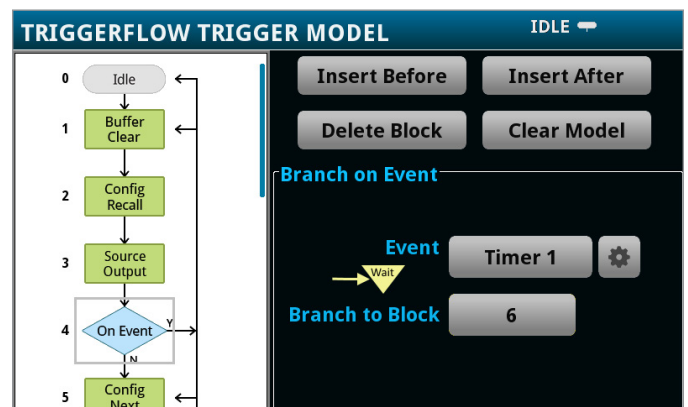 TRIGGERFLOW TRIGGER MODEL
IDLE
0
Idle
1
Buffer
Clear
2
Config
Recall
3
Source
Output
4
On Event
Y
N
5
Config
Next
Insert Before
Insert After
Delete Block
Clear Model
Branch on Event
Event
Timer 1
Wait
Branch to Block
6